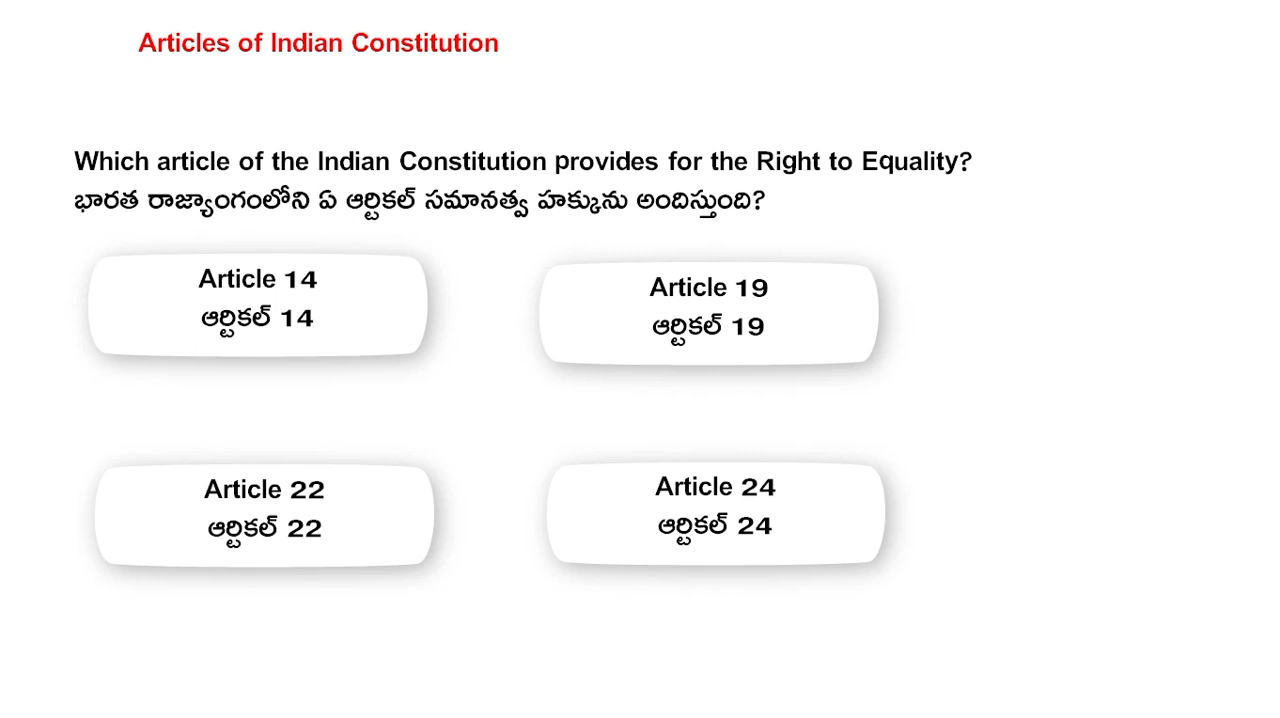 Articles of Indian Constitution
Which article of the Indian Constitution provides for the Right to Equality?
భారత రాజ్యాంగంలోని ఏ ఆర్టికల్ సమానత్వ హక్కును అందిస్తుంది?
Article 14
ఆర్టికల్ 14
Article 19
ఆర్టికల్ 19
Article 22
ఆర్టికల్ 22
Article 24
ఆర్టికల్ 24